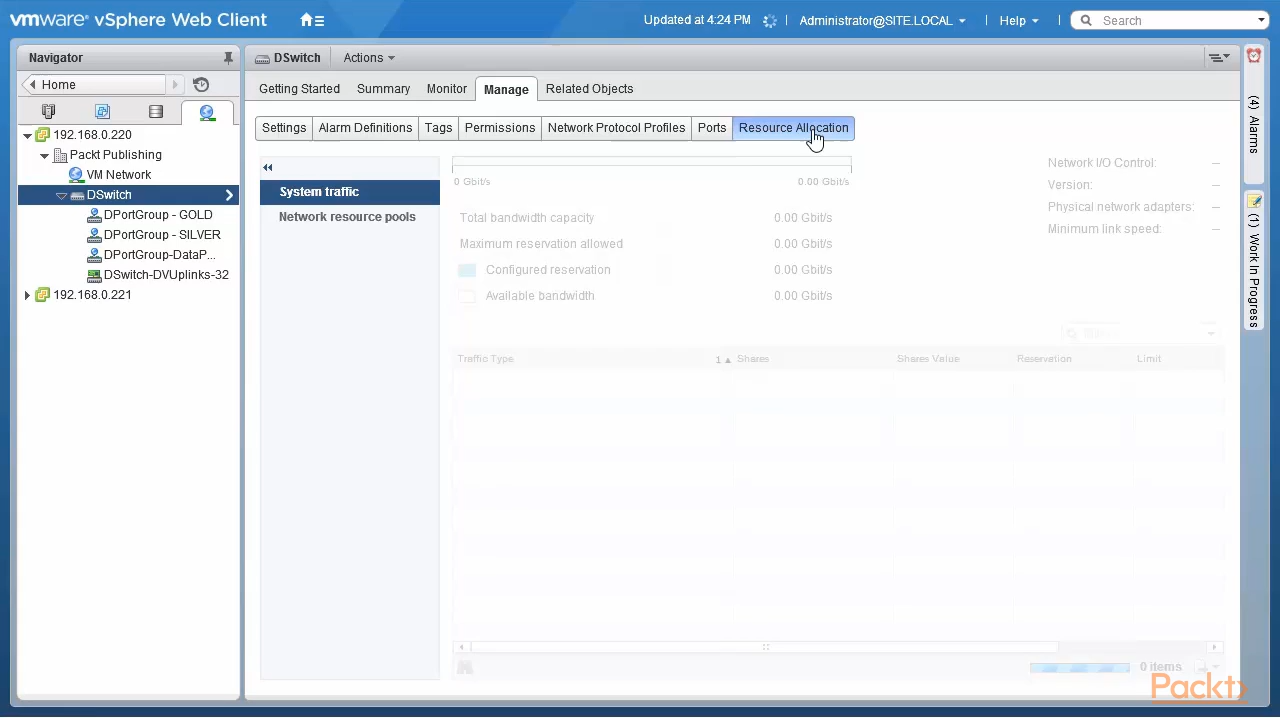 vmware® vSphere Web Client
Updated at 4:24 PM
Administrator@SITE.LOCAL
Help
Search
Navigator
Home
192.168.0.220
Packt Publishing
VM Network
DSwitch
DPortGroup - GOLD
DPortGroup - SILVER
DPortGroup-DataP...
DSwitch-DVUplinks-32
192.168.0.221
DSwitch
Actions
Getting Started
Summary
Monitor
Manage
Related Objects
Settings
Alarm Definitions
Tags
Permissions
Network Protocol Profiles
Ports
Resource Allocation
System traffic
Network resource pools
0 Gbit/s
0.00 Gbit/s
Total bandwidth capacity 0.00 Gbit/s
Maximum reservation allowed 0.00 Gbit/s
Configured reservation 0.00 Gbit/s
Available bandwidth 0.00 Gbit/s
Network I/O Control: –
Version: –
Physical network adapters: –
Minimum link speed: –
Traffic Type 1 ▲ Shares Shares Value Reservation Limit
0 items
(4) Alarms
(1) Work In Progress
Packt